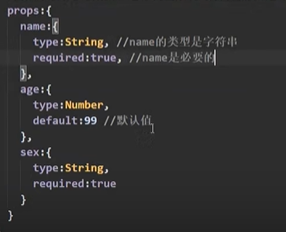 props:{
name:{
type:String, //name的类型是字符串
required:true, //name是必要的
},
age:{
type:Number,
default:99 //默认值
},
sex:{
type:String,
required:true
}
}